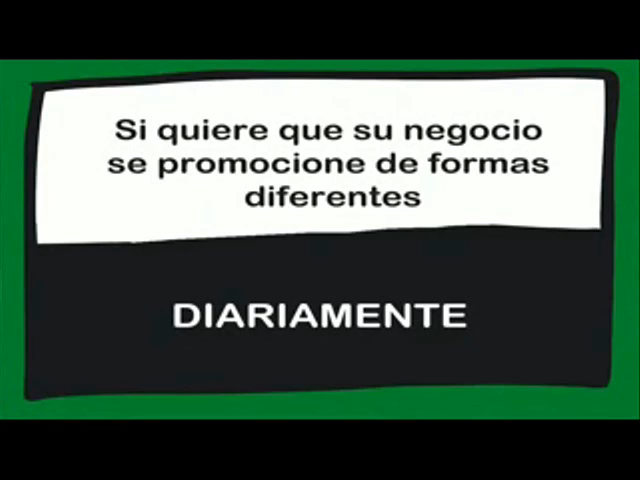 Si quiere que su negocio
se promocione de formas
diferentes
DIARIAMENTE